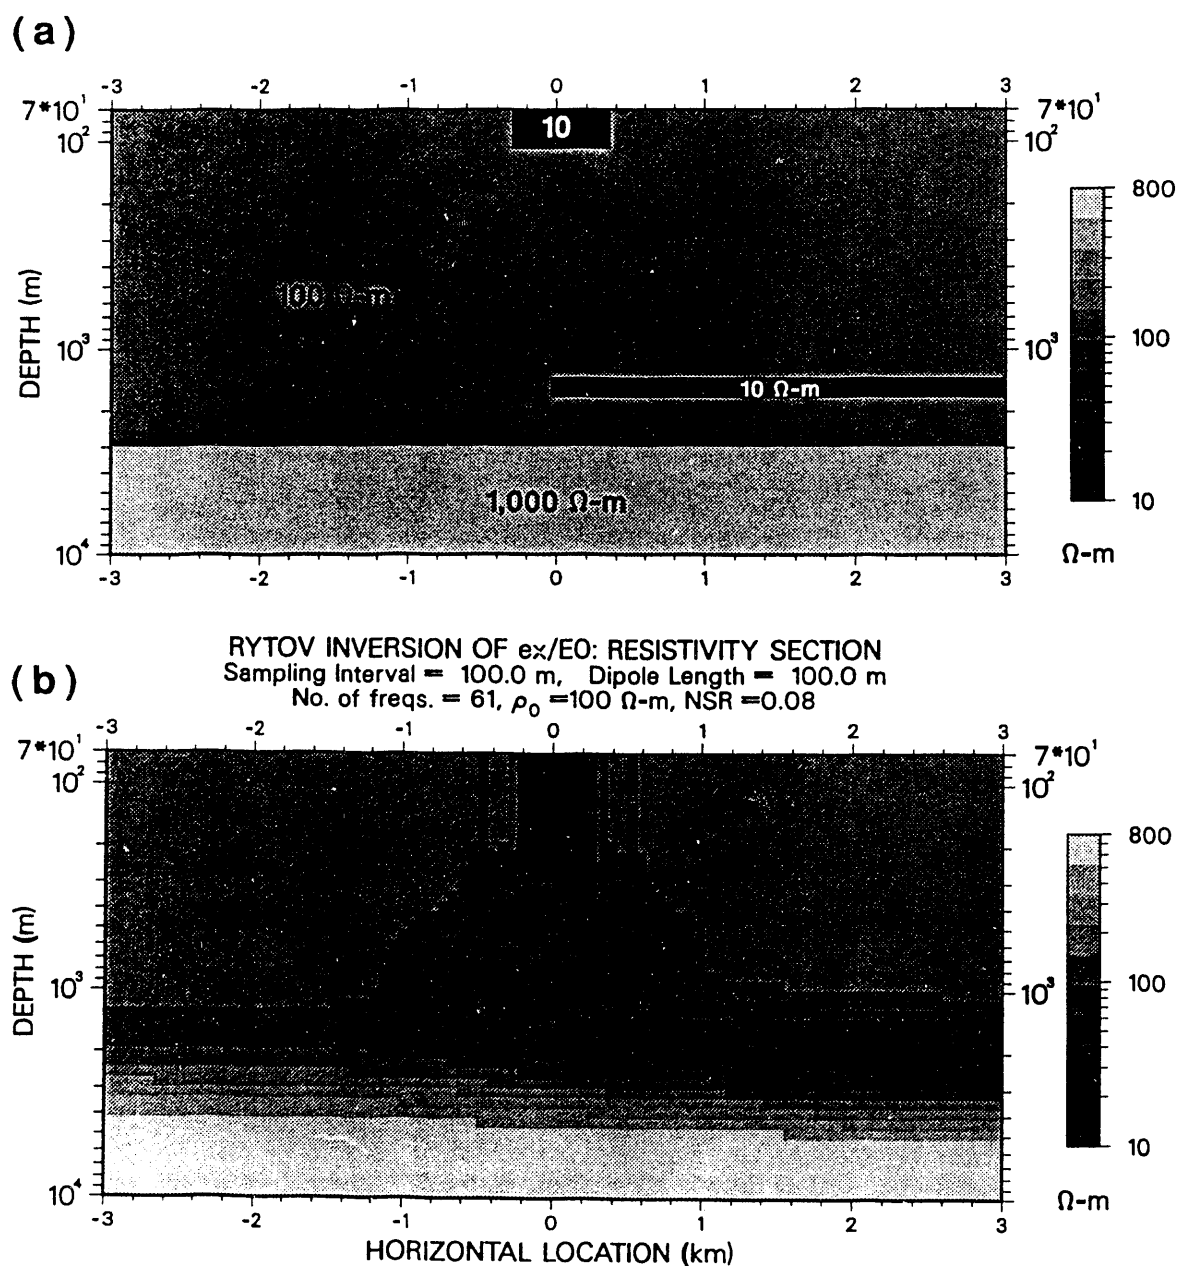 (a)
-3 -2 -1 0 1 2 3
7*10¹ 7*10¹
10² 10²
10
800
100 Ω-m
100
10³ 10³
10 Ω-m
DEPTH (m)
1,000 Ω-m
10
10⁴
Ω-m
-3 -2 -1 0 1 2 3
RYTOV INVERSION OF ex/E0: RESISTIVITY SECTION
(b)
Sampling Interval = 100.0 m, Dipole Length = 100.0 m
No. of freqs. = 61, ρ₀ =100 Ω-m, NSR =0.08
-3 -2 -1 0 1 2 3
7*10¹ 7*10¹
10² 10²
800
DEPTH (m)
10³ 10³
100
10
10⁴
Ω-m
-3 -2 -1 0 1 2 3
HORIZONTAL LOCATION (km)